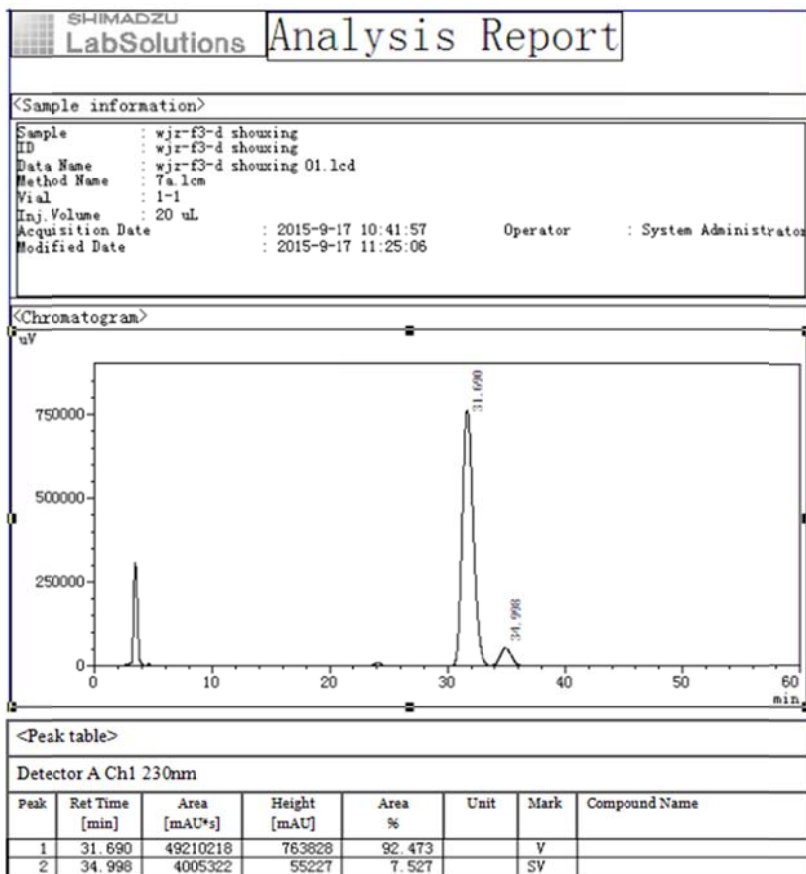 SHIMADZU
LabSolutions Analysis Report
<Sample information>
Sample : wjz-f3-d shouxing
ID : wjz-f3-d shouxing
Data Name : wjz-f3-d shouxing 01.lcd
Method Name : 7a.lcm
Vial : 1-1
Inj.Volume : 20 uL
Acquisition Date : 2015-9-17 10:41:57 Operator : System Administrator
Modified Date : 2015-9-17 11:25:06
<Chromatogram>
uV
750000
500000
250000
0
31.690
34.998
0 10 20 30 40 50 60
min
<Peak table>
Detector A Ch1 230nm
Peak Ret Time Area Height Area Unit Mark Compound Name
[min] [mAU*s] [mAU] %
1 31.690 49210218 763828 92.473 V
2 34.998 4005322 55227 7.527 SV